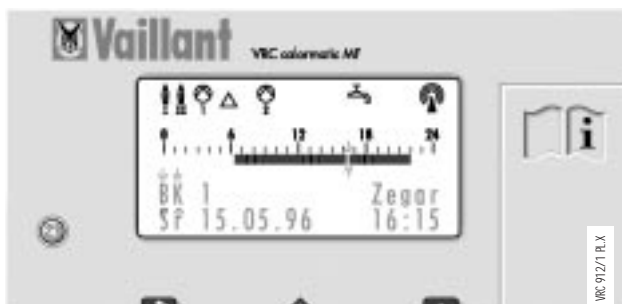 Vaillant
VRC calormatic MF
0 6 12 18 24
BK 1 Zegar
15.05.96 16:15
i
VRC 912/1 PL.X